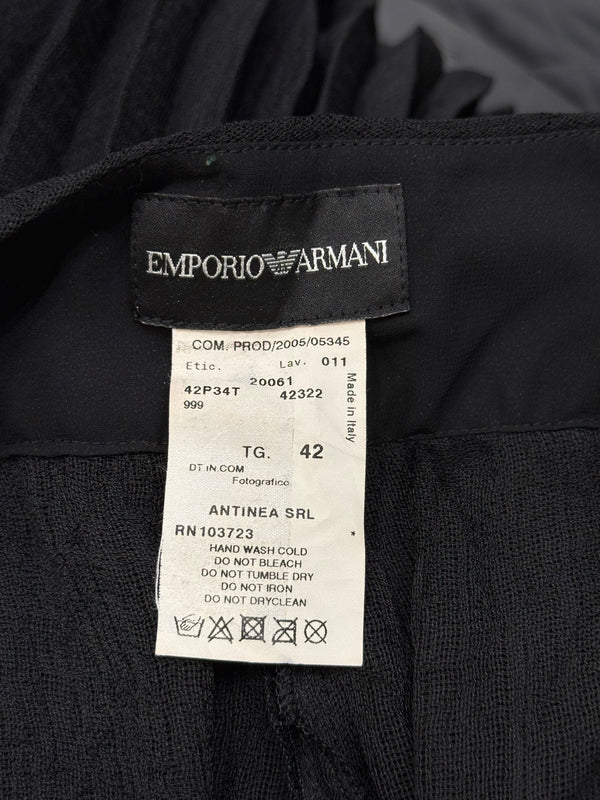 EMPORIO ARMANI
COM. PROD/2005/05345
Etic. Lav. 011
20061
42P34T 42322
999
Made in Italy
TG. 42
DT.IN.COM
Fotografico
ANTINEA SRL
RN103723 *
HAND WASH COLD
DO NOT BLEACH
DO NOT TUMBLE DRY
DO NOT IRON
DO NOT DRYCLEAN